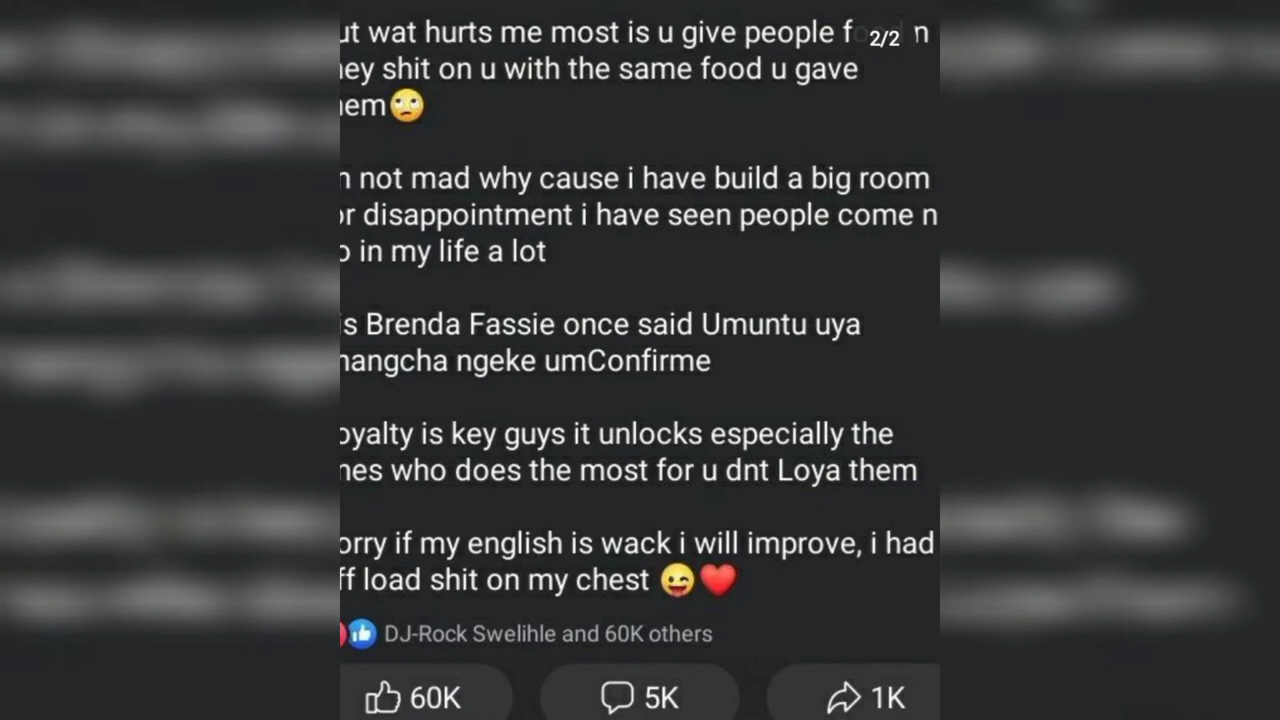 ut wat hurts me most is u give people food n
2/2
ey shit on u with the same food u gave
em🙄
not mad why cause i have build a big room
or disappointment i have seen people come n
o in my life a lot
s Brenda Fassie once said Umuntu uya
hangcha ngeke umConfirme
oyalty is key guys it unlocks especially the
nes who does the most for u dnt Loya them
orry if my english is wack i will improve, i had
ff load shit on my chest 😜❤️
DJ-Rock Swelihle and 60K others
60K
5K
1K